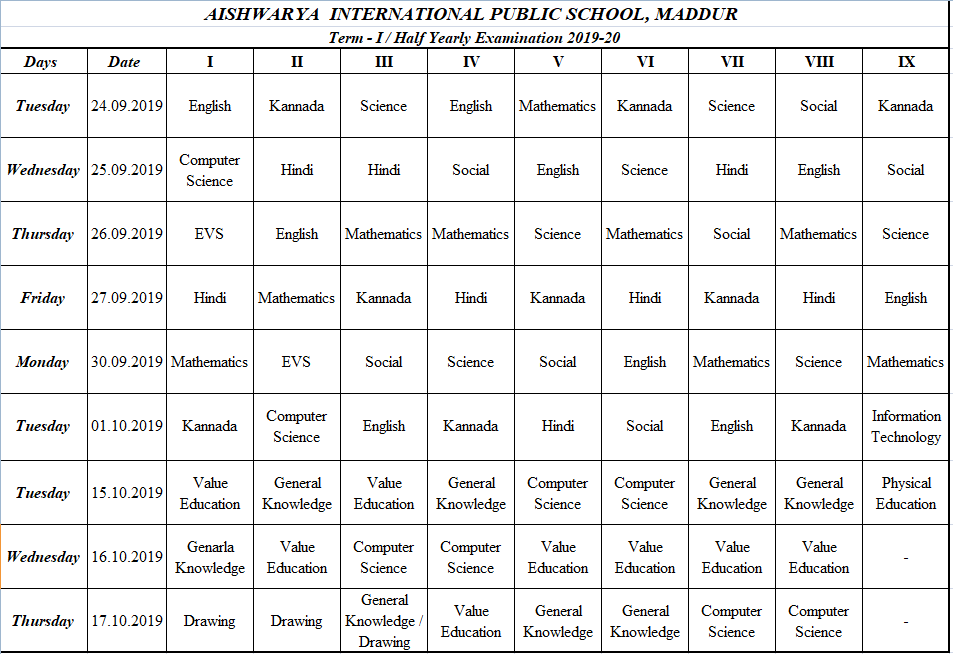 AISHWARYA INTERNATIONAL PUBLIC SCHOOL, MADDUR
Term - I / Half Yearly Examination 2019-20
Days Date I II III IV V VI VII VIII IX
Tuesday 24.09.2019 English Kannada Science English Mathematics Kannada Science Social Kannada
Wednesday 25.09.2019 Computer Science Hindi Hindi Social English Science Hindi English Social
Thursday 26.09.2019 EVS English Mathematics Mathematics Science Mathematics Social Mathematics Science
Friday 27.09.2019 Hindi Mathematics Kannada Hindi Kannada Hindi Kannada Hindi English
Monday 30.09.2019 Mathematics EVS Social Science Social English Mathematics Science Mathematics
Tuesday 01.10.2019 Kannada Computer Science English Kannada Hindi Social English Kannada Information Technology
Tuesday 15.10.2019 Value Education General Knowledge Value Education General Knowledge Computer Science Computer Science General Knowledge General Knowledge Physical Education
Wednesday 16.10.2019 Genarla Knowledge Value Education Computer Science Computer Science Value Education Value Education Value Education Value Education -
Thursday 17.10.2019 Drawing Drawing General Knowledge / Drawing Value Education General Knowledge General Knowledge Computer Science Computer Science -